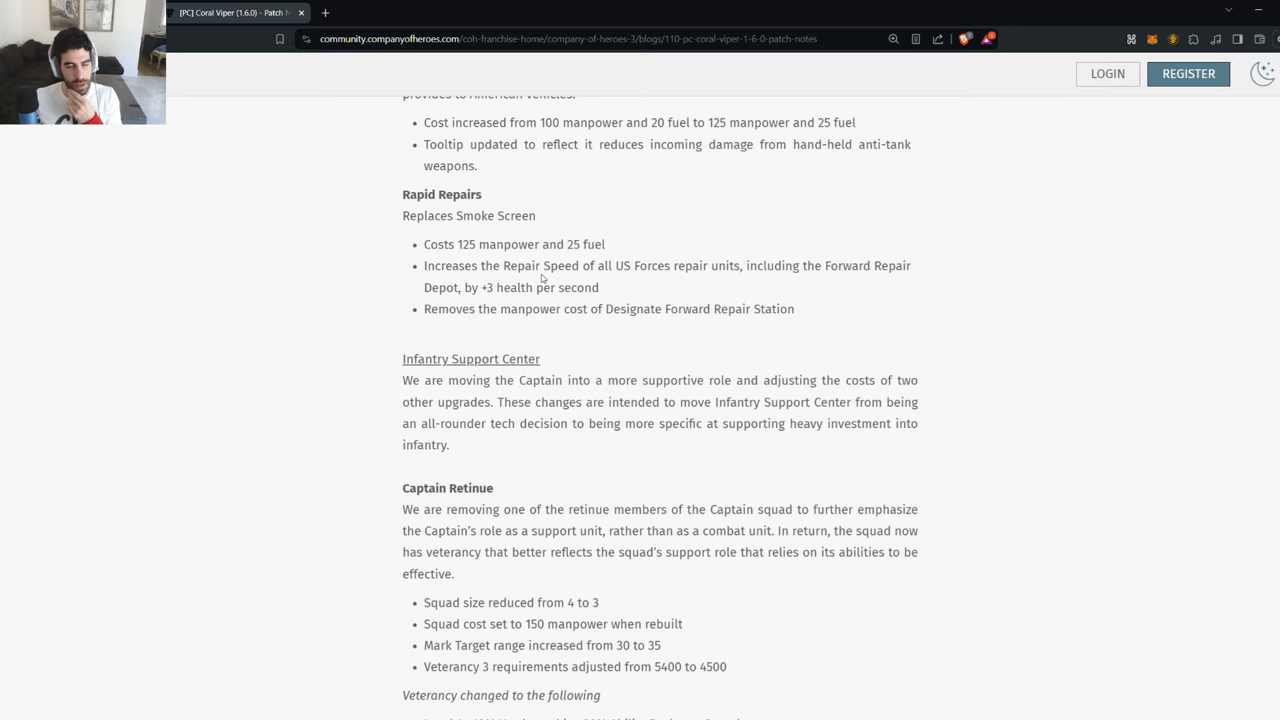 [PC] Coral Viper (1.6.0) - Patch N
community.companyofheroes.com/coh-franchise-home/company-of-heroes-3/blogs/110-pc-coral-viper-1-6-0-patch-notes
LOGIN
REGISTER
provides to American vehicles.
• Cost increased from 100 manpower and 20 fuel to 125 manpower and 25 fuel
• Tooltip updated to reflect it reduces incoming damage from hand-held anti-tank
weapons.
Rapid Repairs
Replaces Smoke Screen
• Costs 125 manpower and 25 fuel
• Increases the Repair Speed of all US Forces repair units, including the Forward Repair
Depot, by +3 health per second
• Removes the manpower cost of Designate Forward Repair Station
Infantry Support Center
We are moving the Captain into a more supportive role and adjusting the costs of two
other upgrades. These changes are intended to move Infantry Support Center from being
an all-rounder tech decision to being more specific at supporting heavy investment into
infantry.
Captain Retinue
We are removing one of the retinue members of the Captain squad to further emphasize
the Captain's role as a support unit, rather than as a combat unit. In return, the squad now
has veterancy that better reflects the squad's support role that relies on its abilities to be
effective.
• Squad size reduced from 4 to 3
• Squad cost set to 150 manpower when rebuilt
• Mark Target range increased from 30 to 35
• Veterancy 3 requirements adjusted from 5400 to 4500
Veterancy changed to the following